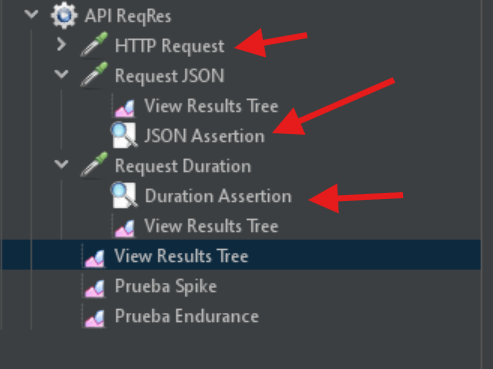 API ReqRes
HTTP Request
Request JSON
View Results Tree
JSON Assertion
Request Duration
Duration Assertion
View Results Tree
View Results Tree
Prueba Spike
Prueba Endurance